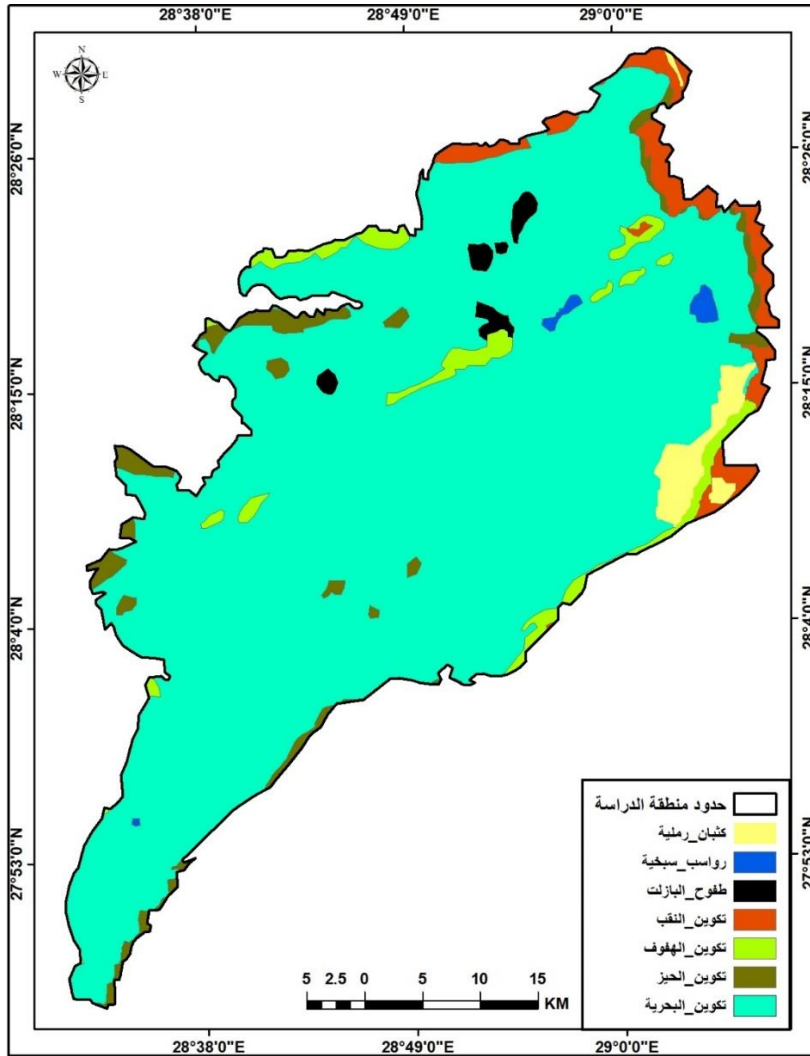 28°38'0"E 28°49'0"E 29°0'0"E
N
W E
S
28°26'0"N 28°26'0"N
28°15'0"N 28°15'0"N
28°4'0"N 28°4'0"N
27°53'0"N 27°53'0"N
حدود منطقة الدراسة
كثبان_رملية
رواسب_سبخية
طفوح_البازلت
تكوين_النقب
تكوين_الهفوف
تكوين_الحيز
تكوين_البحرية
5 2.5 0 5 10 15
KM
28°38'0"E 28°49'0"E 29°0'0"E